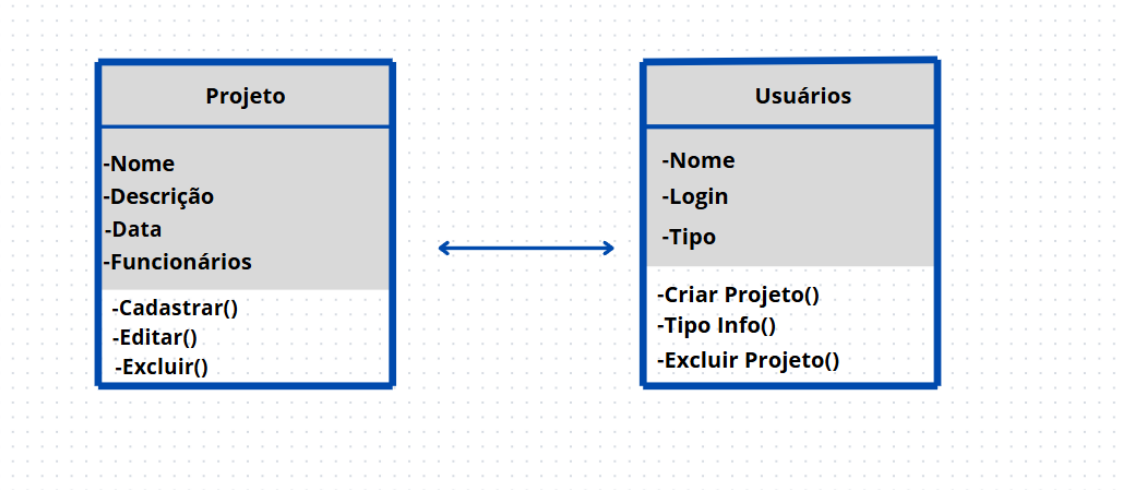 Projeto
-Nome
-Descrição
-Data
-Funcionários
-Cadastrar()
-Editar()
-Excluir()
Usuários
-Nome
-Login
-Tipo
-Criar Projeto()
-Tipo Info()
-Excluir Projeto()